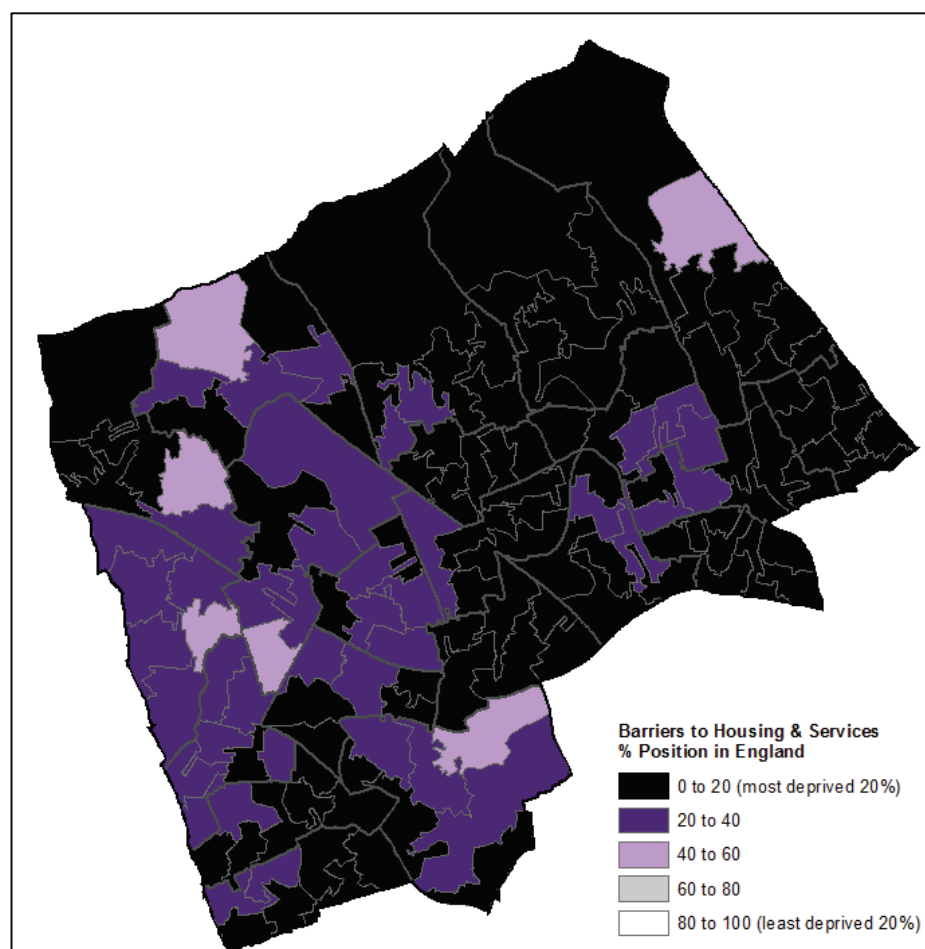 Barriers to Housing & Services
% Position in England
0 to 20 (most deprived 20%)
20 to 40
40 to 60
60 to 80
80 to 100 (least deprived 20%)